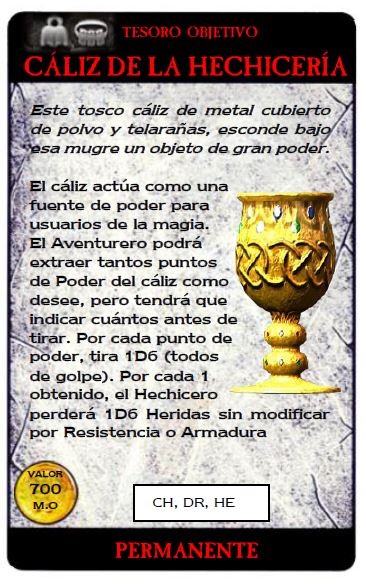 TESORO OBJETIVO
CÁLIZ DE LA HECHICERÍA
Este tosco cáliz de metal cubierto
de polvo y telarañas, esconde bajo
esa mugre un objeto de gran poder.
El cáliz actúa como una
fuente de poder para
usuarios de la magia.
El Aventurero podrá
extraer tantos puntos
de Poder del cáliz como
desee, pero tendrá que
indicar cuántos antes de
tirar. Por cada punto de
poder, tira 1D6 (todos
de golpe). Por cada 1
obtenido, el Hechicero
perderá 1D6 Heridas sin modificar
por Resistencia o Armadura
VALOR
700
M.O
CH, DR, HE
PERMANENTE